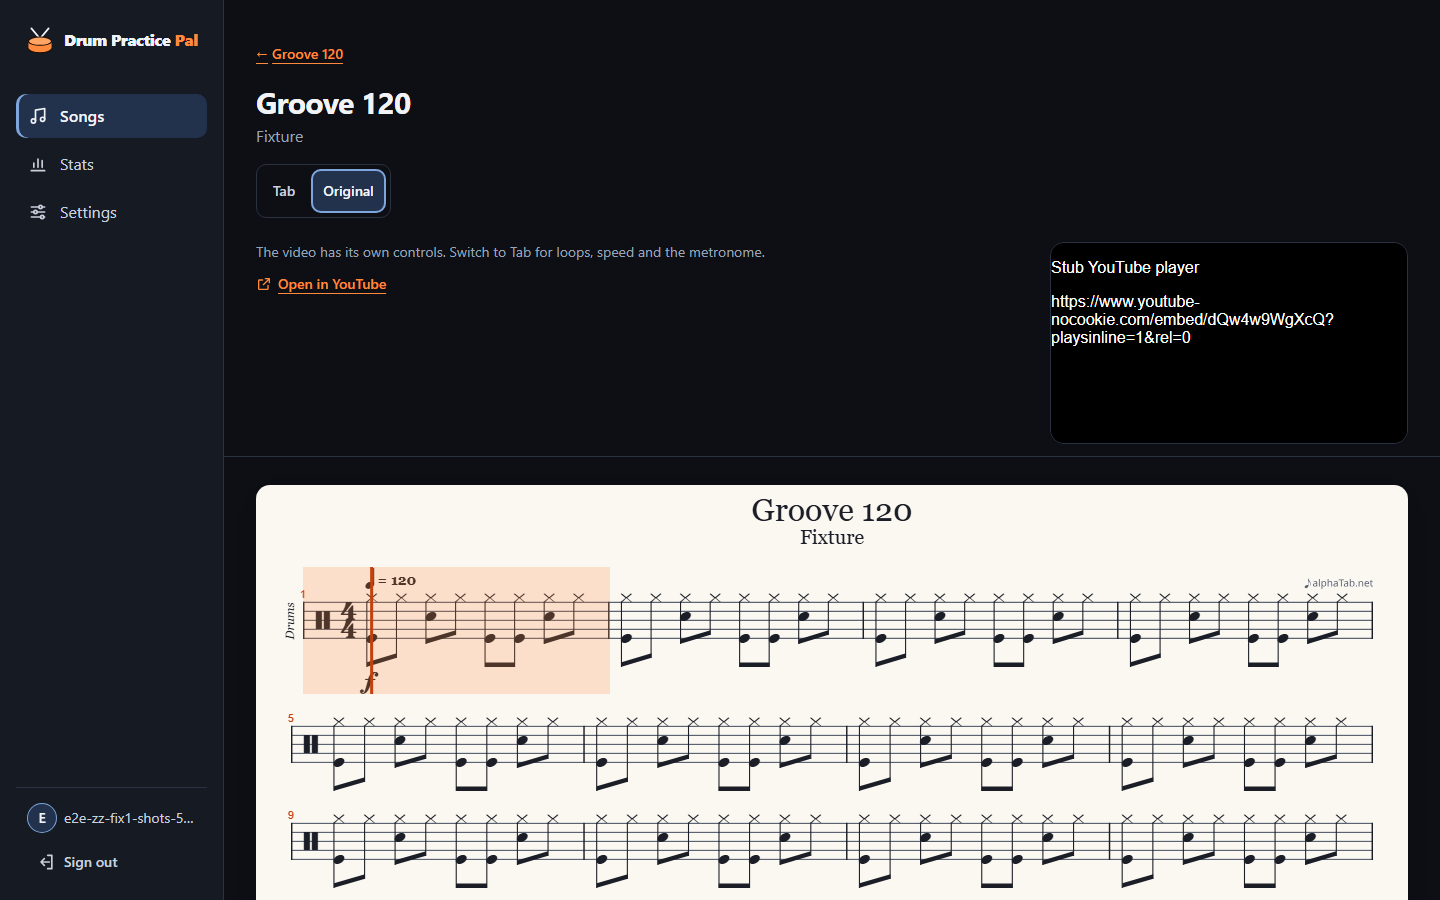 Drum Practice Pal
← Groove 120
Groove 120
Fixture
Songs
Stats
Settings
Tab
Original
The video has its own controls. Switch to Tab for loops, speed and the metronome.
Open in YouTube
Stub YouTube player
https://www.youtube-
nocookie.com/embed/dQw4w9WgXcQ?
playsinline=1&rel=0
Groove 120
Fixture
= 120
alphaTab.net
1
Drums
4
4
f
5
9
E
e2e-zz-fix1-shots-5...
Sign out